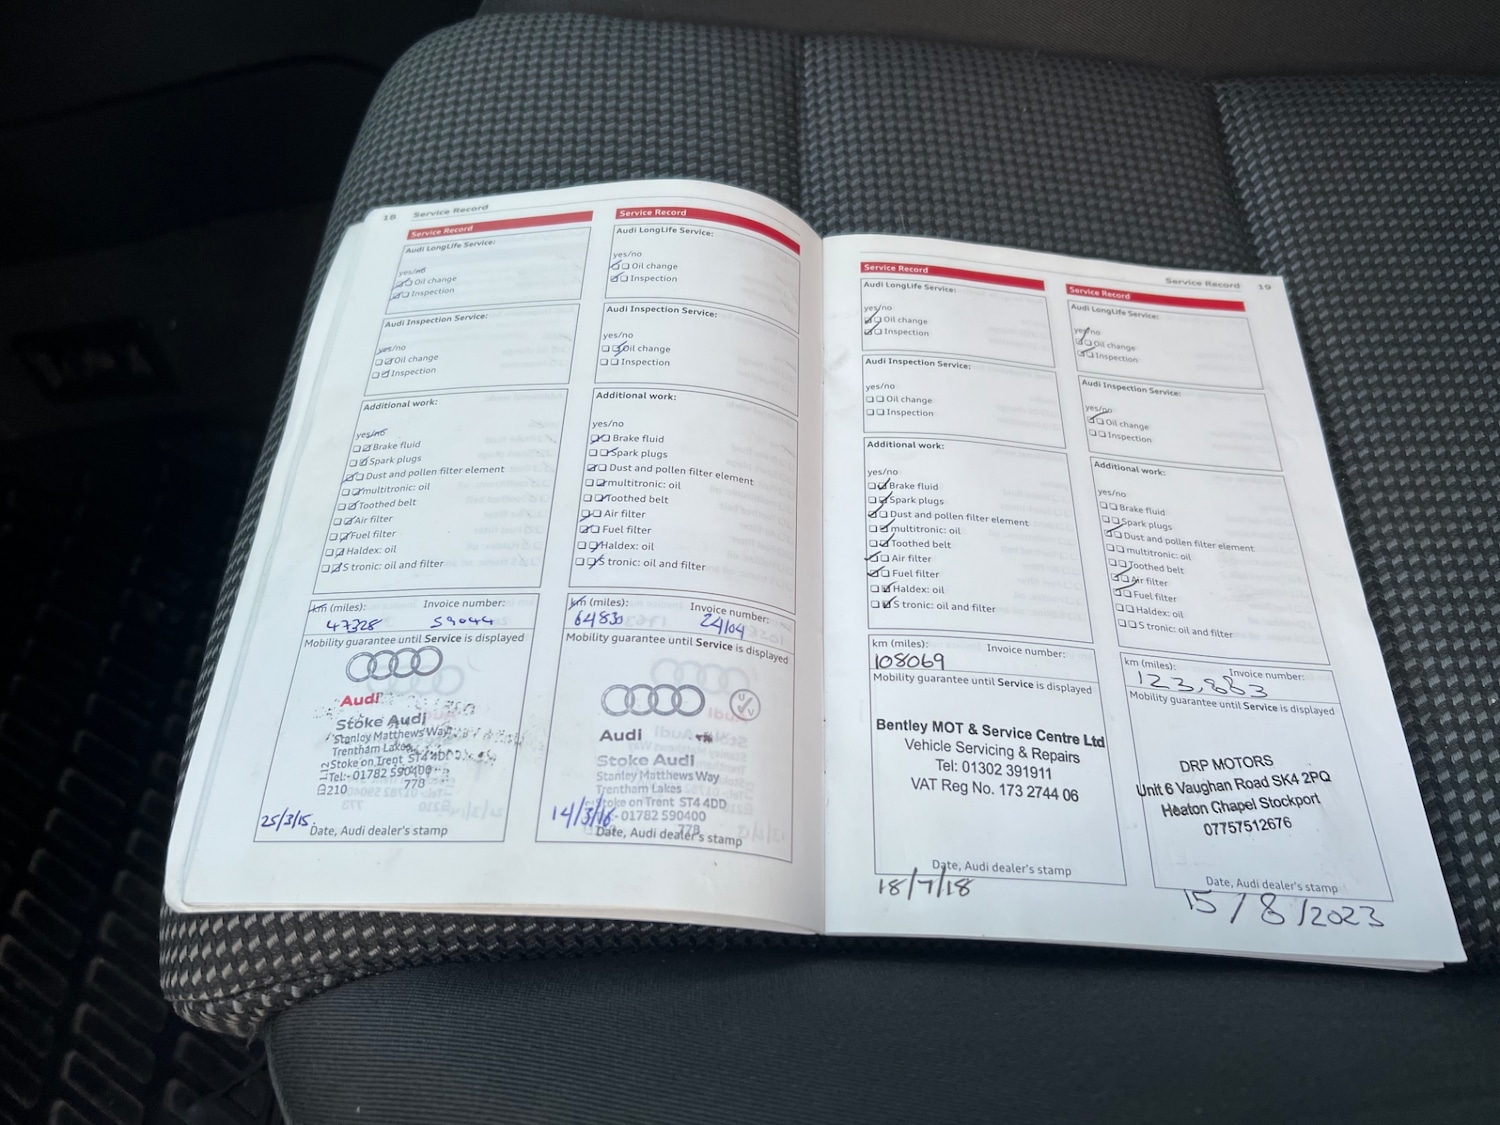 18 Service Record
Service Record
Audi LongLife Service:
yes/no
Oil change
Inspection
Audi Inspection Service:
yes/no
Oil change
Inspection
Additional work:
yes/no
Brake fluid
Spark plugs
Dust and pollen filter element
multitronic: oil
Toothed belt
Air filter
Fuel filter
Haldex: oil
S tronic: oil and filter
km (miles): Invoice number:
47328 59044
Mobility guarantee until Service is displayed
Audi
Stoke Audi
Stanley Matthews Way
Trentham Lakes
Stoke on Trent ST4 4DD
Tel:- 01782 590400
210 778
25/3/15
Date, Audi dealer's stamp
Service Record
Audi LongLife Service:
yes/no
Oil change
Inspection
Audi Inspection Service:
yes/no
Oil change
Inspection
Additional work:
yes/no
Brake fluid
Spark plugs
Dust and pollen filter element
multitronic: oil
Toothed belt
Air filter
Fuel filter
Haldex: oil
S tronic: oil and filter
km (miles): Invoice number:
64830 24104
Mobility guarantee until Service is displayed
Audi
Stoke Audi
Stanley Matthews Way
Trentham Lakes
Stoke on Trent ST4 4DD
01782 590400
778
14/3/16
Date, Audi dealer's stamp
Service Record 19
Service Record
Audi LongLife Service:
yes/no
Oil change
Inspection
Audi Inspection Service:
yes/no
Oil change
Inspection
Additional work:
yes/no
Brake fluid
Spark plugs
Dust and pollen filter element
multitronic: oil
Toothed belt
Air filter
Fuel filter
Haldex: oil
S tronic: oil and filter
km (miles): Invoice number:
108069
Mobility guarantee until Service is displayed
Bentley MOT & Service Centre Ltd
Vehicle Servicing & Repairs
Tel: 01302 391911
VAT Reg No. 173 2744 06
Date, Audi dealer's stamp
18/7/18
Service Record
Audi LongLife Service:
yes/no
Oil change
Inspection
Audi Inspection Service:
yes/no
Oil change
Inspection
Additional work:
yes/no
Brake fluid
Spark plugs
Dust and pollen filter element
multitronic: oil
Toothed belt
Air filter
Fuel filter
Haldex: oil
S tronic: oil and filter
km (miles): Invoice number:
123,883
Mobility guarantee until Service is displayed
DRP MOTORS
Unit 6 Vaughan Road SK4 2PQ
Heaton Chapel Stockport
07757512676
Date, Audi dealer's stamp
15/8/2023